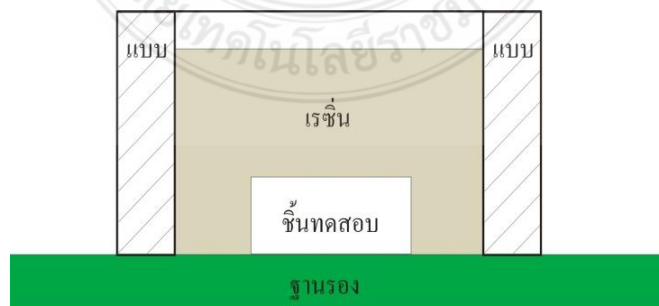 แบบ แบบ
เรซิ่น
ชิ้นทดสอบ
ฐานรอง